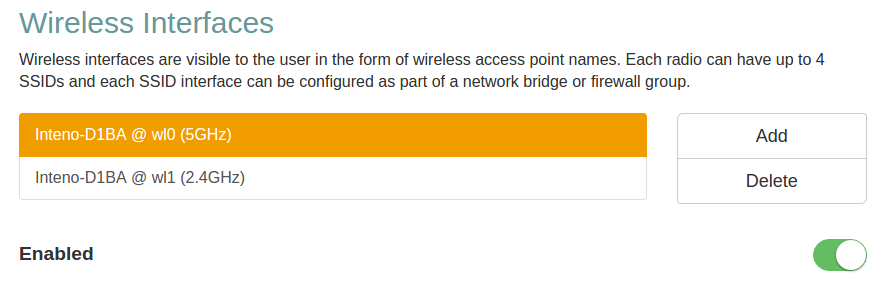 Wireless Interfaces
Wireless interfaces are visible to the user in the form of wireless access point names. Each radio can have up to 4
SSIDs and each SSID interface can be configured as part of a network bridge or firewall group.
Inteno-D1BA @ wl0 (5GHz)
Add
Inteno-D1BA @ wl1 (2.4GHz)
Delete
Enabled